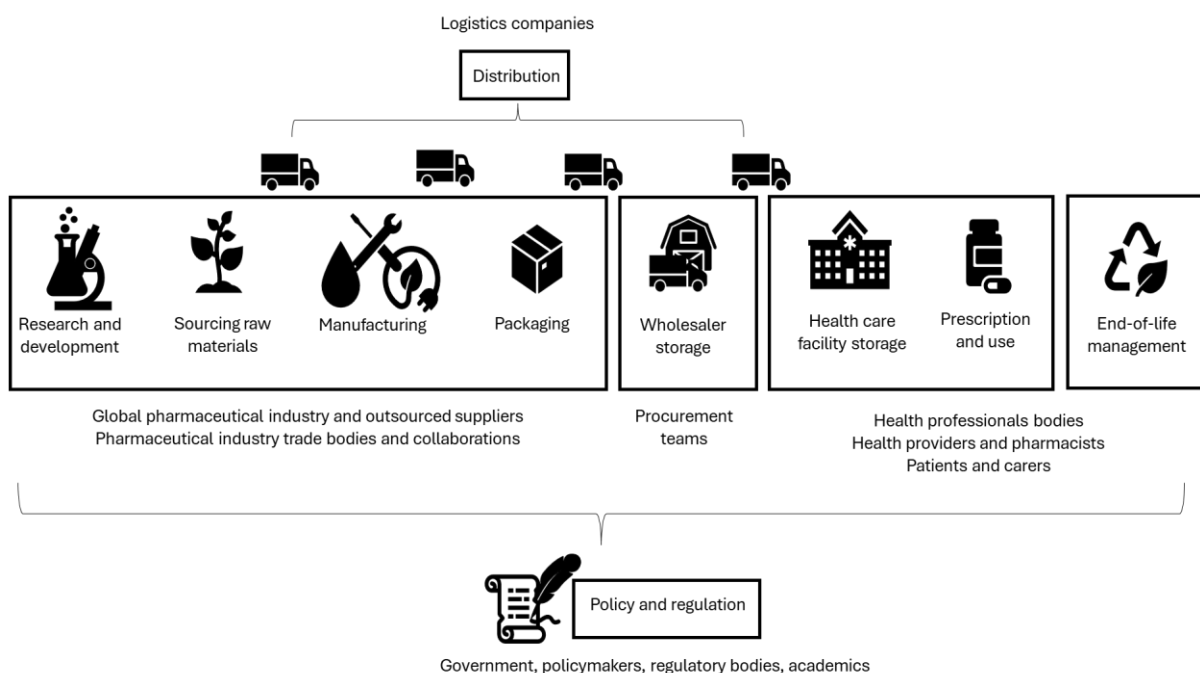 Logistics companies
Distribution
Research and
development
Sourcing raw
materials
Manufacturing
Packaging
Wholesaler
storage
Health care
facility storage
Prescription
and use
End-of-life
management
Global pharmaceutical industry and outsourced suppliers
Pharmaceutical industry trade bodies and collaborations
Procurement
teams
Health professionals bodies
Health providers and pharmacists
Patients and carers
Policy and regulation
Government, policymakers, regulatory bodies, academics